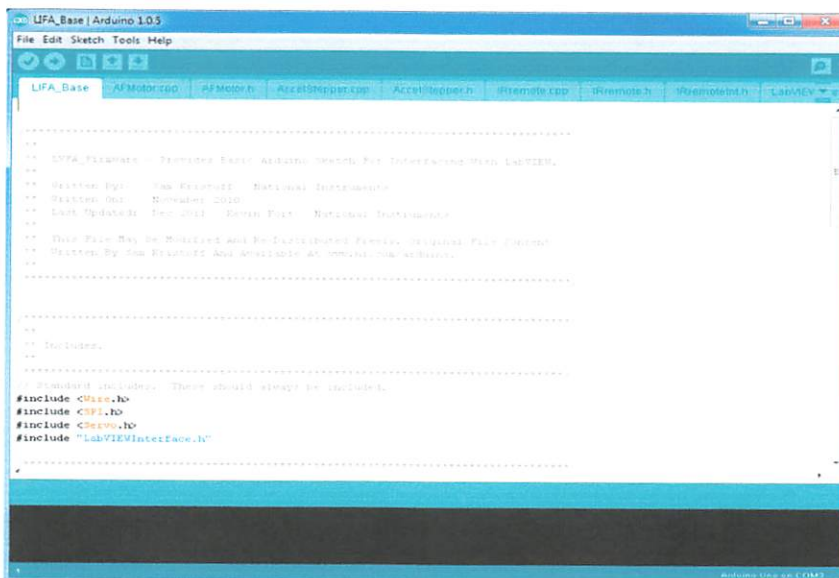 LIFA_Base | Arduino 1.0.5
File Edit Sketch Tools Help
LIFA_Base AFMotor.cpp AFMotor.h AccelStepper.cpp AccelStepper.h IRremote.cpp IRremote.h IRremoteInt.h LabVIEW
**
** LVFA_Firmware - Provides Basic Arduino Sketch For Interfacing With LabVIEW.
**
** Written By: Sam Kristoff - National Instruments
** Written On: November 2010
** Last Updated: Dec 2011 - Kevin Fort - National Instruments
**
** This File May Be Modified And Re-Distributed Freely. Original File Content
** Written By Sam Kristoff And Available At www.ni.com/arduino.
**
**
** Includes.
**
// Standard includes. These should always be included.
#include <Wire.h>
#include <SPI.h>
#include <Servo.h>
#include "LabVIEWInterface.h"
Arduino Uno on COM3